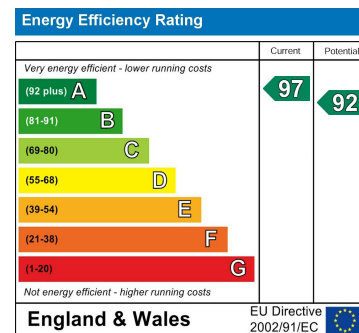 Energy Efficiency Rating
Current Potential
Very energy efficient - lower running costs
(92 plus) A
97
(81-91) B
92
(69-80) C
(55-68) D
(39-54) E
(21-38) F
(1-20) G
Not energy efficient - higher running costs
England & Wales
EU Directive
2002/91/EC